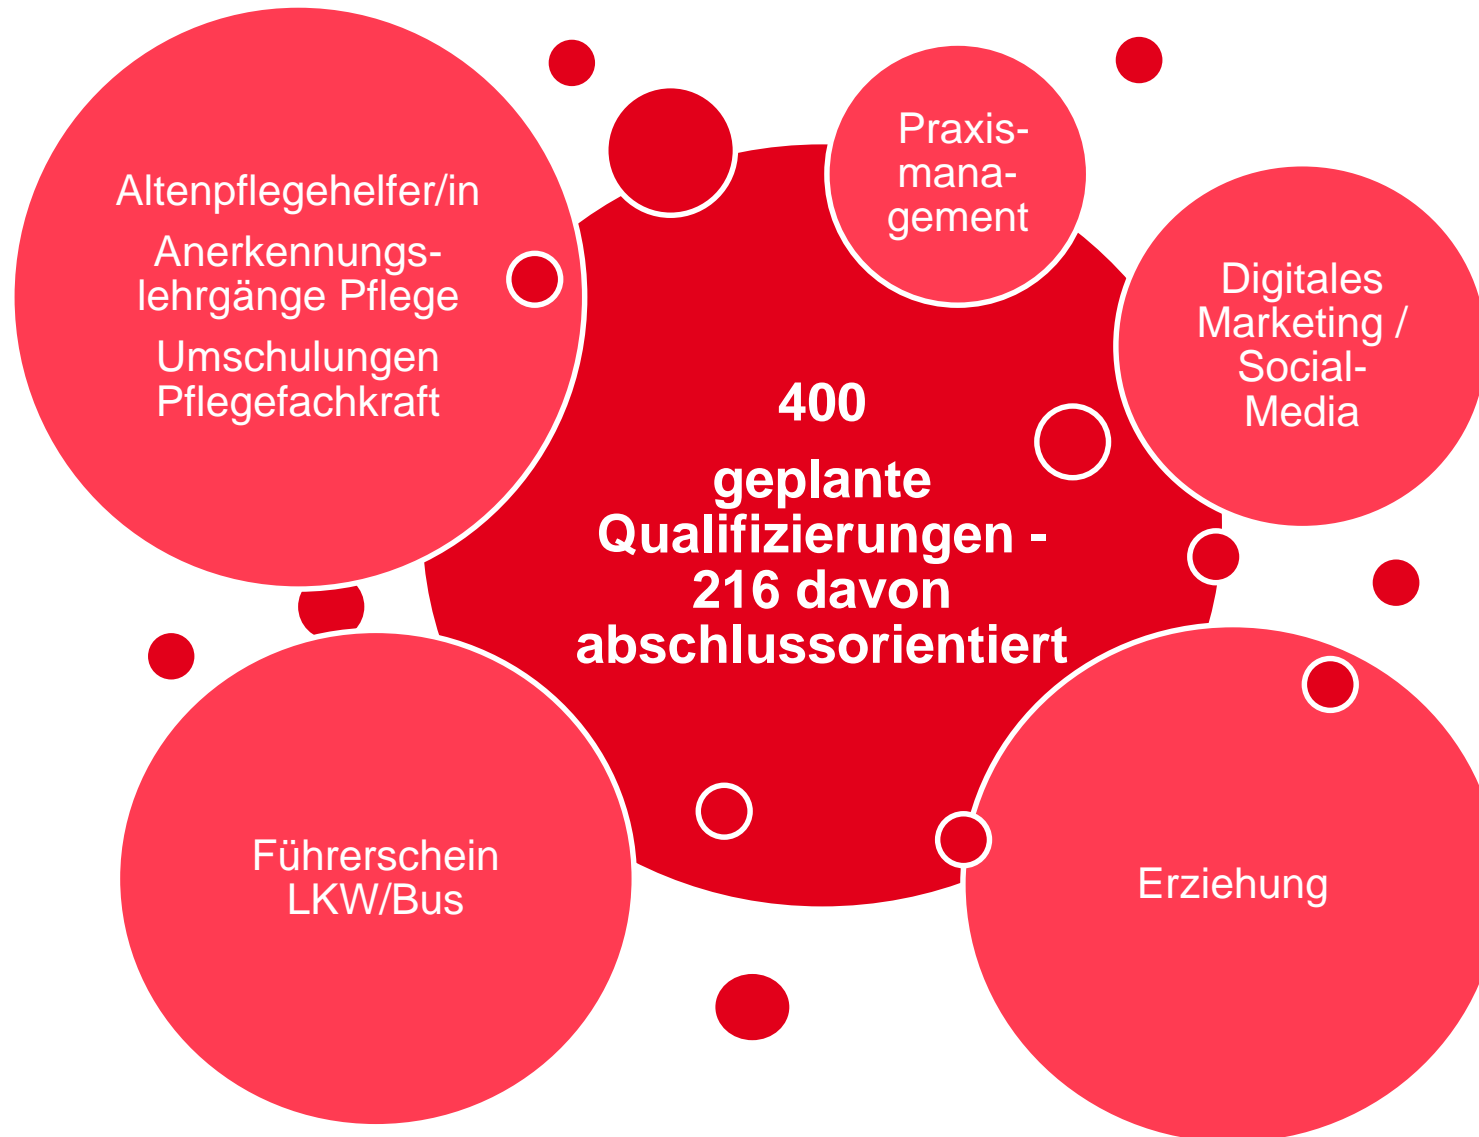 Altenpflegehelfer/in
Anerkennungs-
lehrgänge Pflege
Umschulungen
Pflegefachkraft
Praxis-
mana-
gement
Digitales
Marketing /
Social-
Media
400
geplante
Qualifizierungen -
216 davon
abschlussorientiert
Führerschein
LKW/Bus
Erziehung